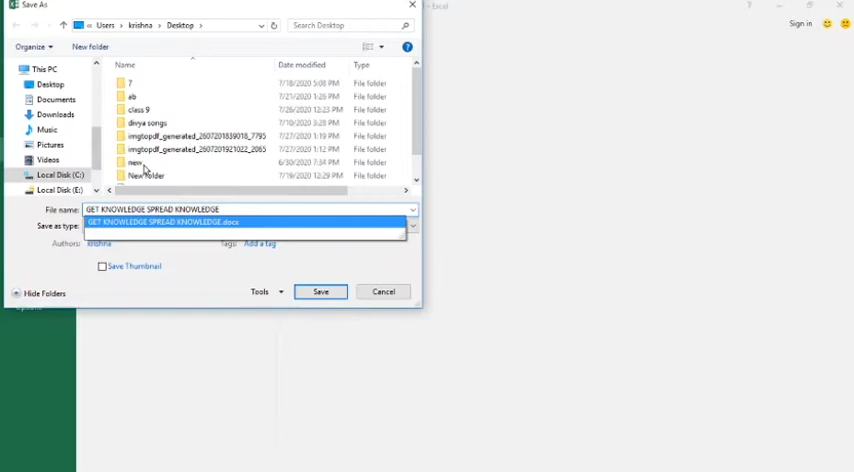 Save As
- Excel
?
Sign in
« Users > krishna > Desktop >
Search Desktop
Organize
New folder
?
Name
Date modified
Type
This PC
Desktop
Documents
Downloads
Music
Pictures
Videos
Local Disk (C:)
Local Disk (E:)
7 7/18/2020 5:08 PM File folder
ab 7/21/2020 1:26 PM File folder
class 9 7/26/2020 12:23 PM File folder
divya songs 7/10/2020 3:28 PM File folder
imgtopdf_generated_2607201839018_7795 7/27/2020 1:19 PM File folder
imgtopdf_generated_2607201921022_2065 7/27/2020 1:12 PM File folder
new 6/30/2020 7:34 PM File folder
New folder 7/19/2020 12:29 PM File folder
File name: GET KNOWLEDGE SPREAD KNOWLEDGE
GET KNOWLEDGE SPREAD KNOWLEDGE.docx
Save as type:
Authors: krishna
Tags: Add a tag
Save Thumbnail
Hide Folders
Tools
Save
Cancel